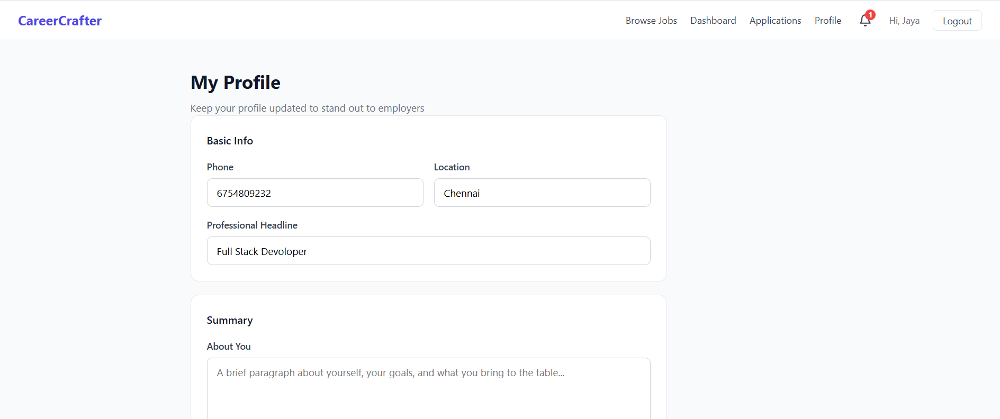 CareerCrafter
Browse Jobs
Dashboard
Applications
Profile
1
Hi, Jaya
Logout
My Profile
Keep your profile updated to stand out to employers
Basic Info
Phone
Location
6754809232
Chennai
Professional Headline
Full Stack Devoloper
Summary
About You
A brief paragraph about yourself, your goals, and what you bring to the table...